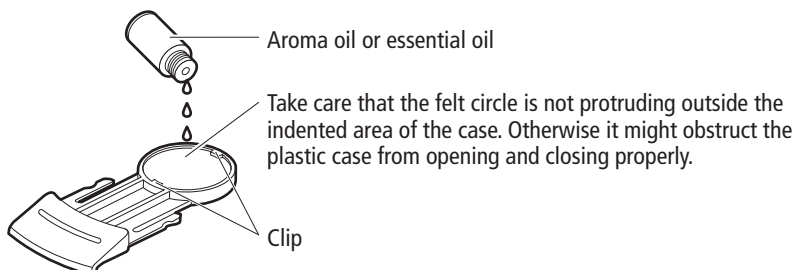 Aroma oil or essential oil
Take care that the felt circle is not protruding outside the
indented area of the case. Otherwise it might obstruct the
plastic case from opening and closing properly.
Clip